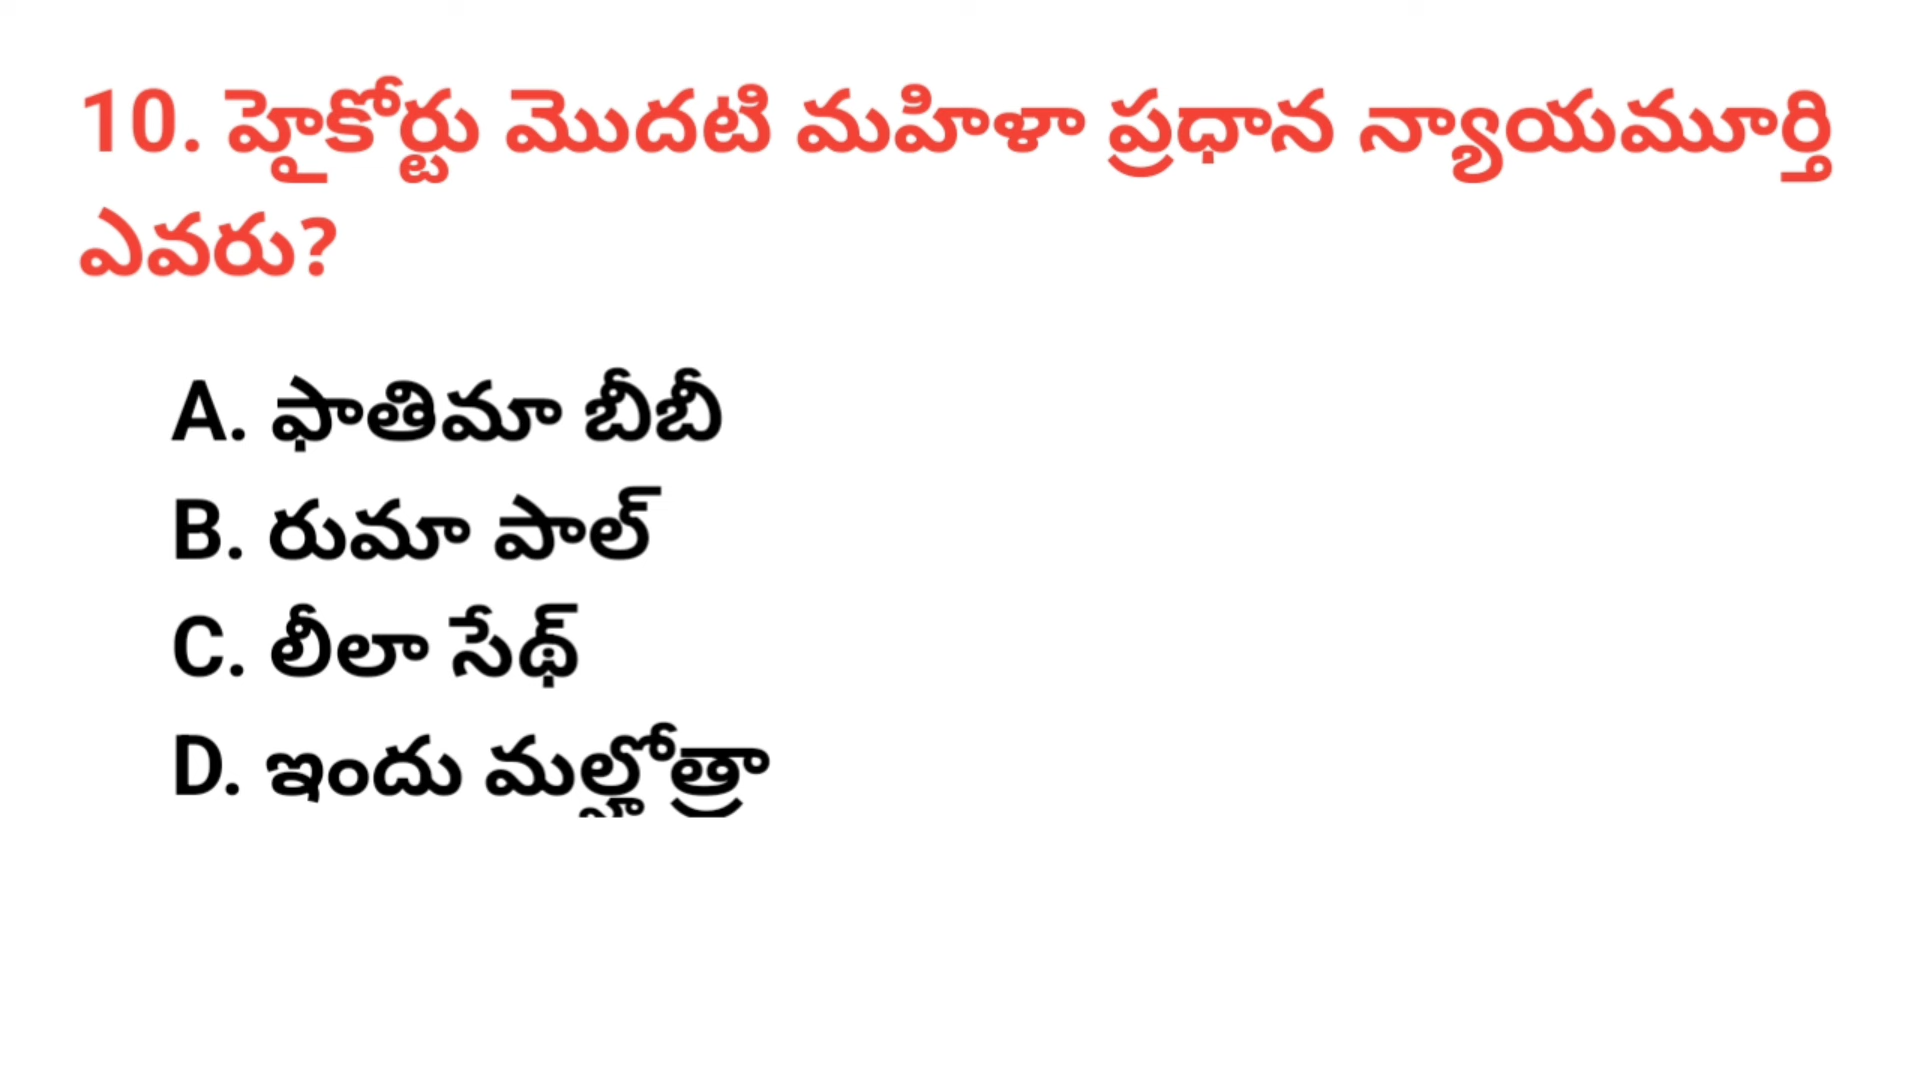 10. హైకోర్టు మొదటి మహిళా ప్రధాన న్యాయమూర్తి
ఎవరు?
A. ఫాతిమా బీబీ
B. రుమా పాల్
C. లీలా సేథ్
D. ఇందు మల్హోత్రా